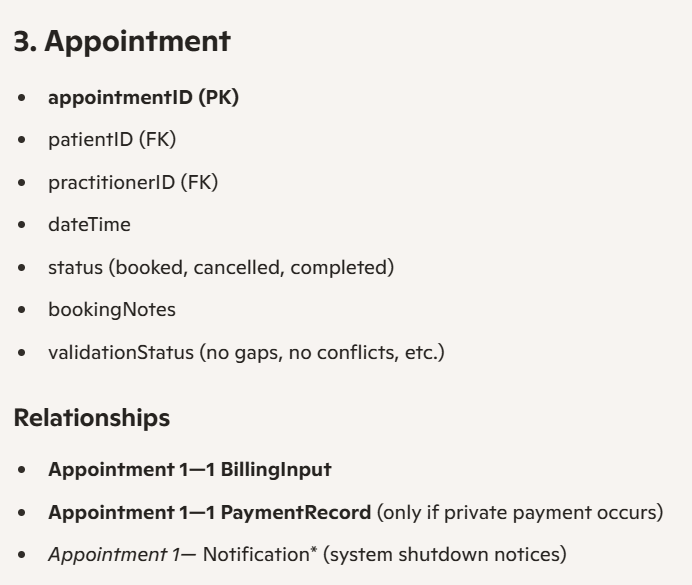 3. Appointment
• appointmentID (PK)
• patientID (FK)
• practitionerID (FK)
• dateTime
• status (booked, cancelled, completed)
• bookingNotes
• validationStatus (no gaps, no conflicts, etc.)
Relationships
• Appointment 1—1 BillingInput
• Appointment 1—1 PaymentRecord (only if private payment occurs)
• Appointment 1— Notification* (system shutdown notices)